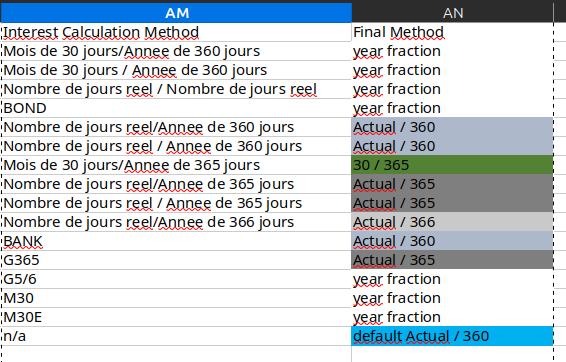 AM AN
Interest Calculation Method Final Method
Mois de 30 jours/Annee de 360 jours year fraction
Mois de 30 jours / Annee de 360 jours year fraction
Nombre de jours reel / Nombre de jours reel year fraction
BOND year fraction
Nombre de jours reel/Annee de 360 jours Actual / 360
Nombre de jours reel / Annee de 360 jours Actual / 360
Mois de 30 jours/Annee de 365 jours 30 / 365
Nombre de jours reel/Annee de 365 jours Actual / 365
Nombre de jours reel / Annee de 365 jours Actual / 365
Nombre de jours reel/Annee de 366 jours Actual / 366
BANK Actual / 360
G365 Actual / 365
G5/6 year fraction
M30 year fraction
M30E year fraction
n/a default Actual / 360